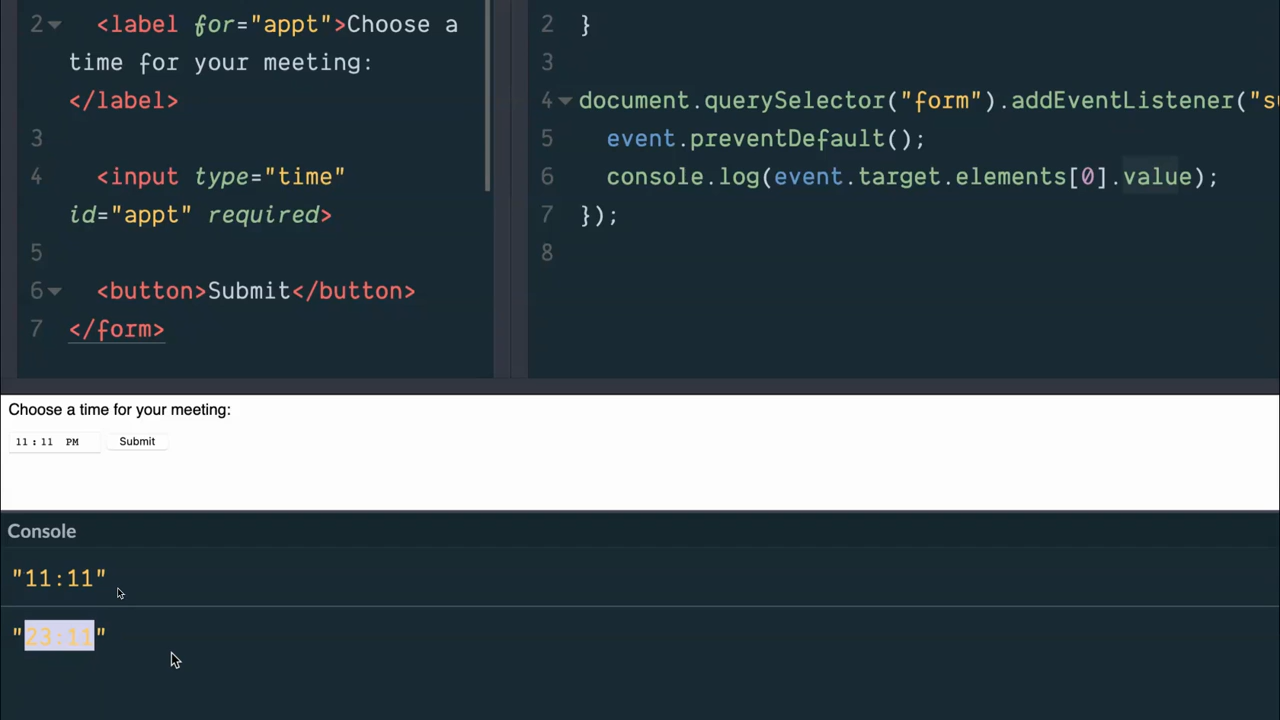 2 <label for="appt">Choose a
time for your meeting:
</label>
3
4 <input type="time"
id="appt" required>
5
6 <button>Submit</button>
7 </form>
2 }
3
4 document.querySelector("form").addEventListener("su
5 event.preventDefault();
6 console.log(event.target.elements[0].value);
7 });
8
Choose a time for your meeting:
11:11 PM Submit
Console
"11:11"
"23:11"